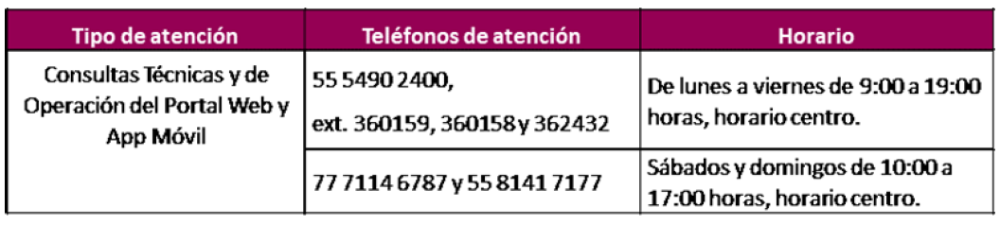 Tipo de atención
Teléfonos de atención
Horario
Consultas Técnicas y de
Operación del Portal Web y
App Móvil
55 5490 2400,
ext. 360159, 360158 y 362432
De lunes a viernes de 9:00 a 19:00
horas, horario centro.
77 7114 6787 y 55 8141 7177
Sábados y domingos de 10:00 a
17:00 horas, horario centro.